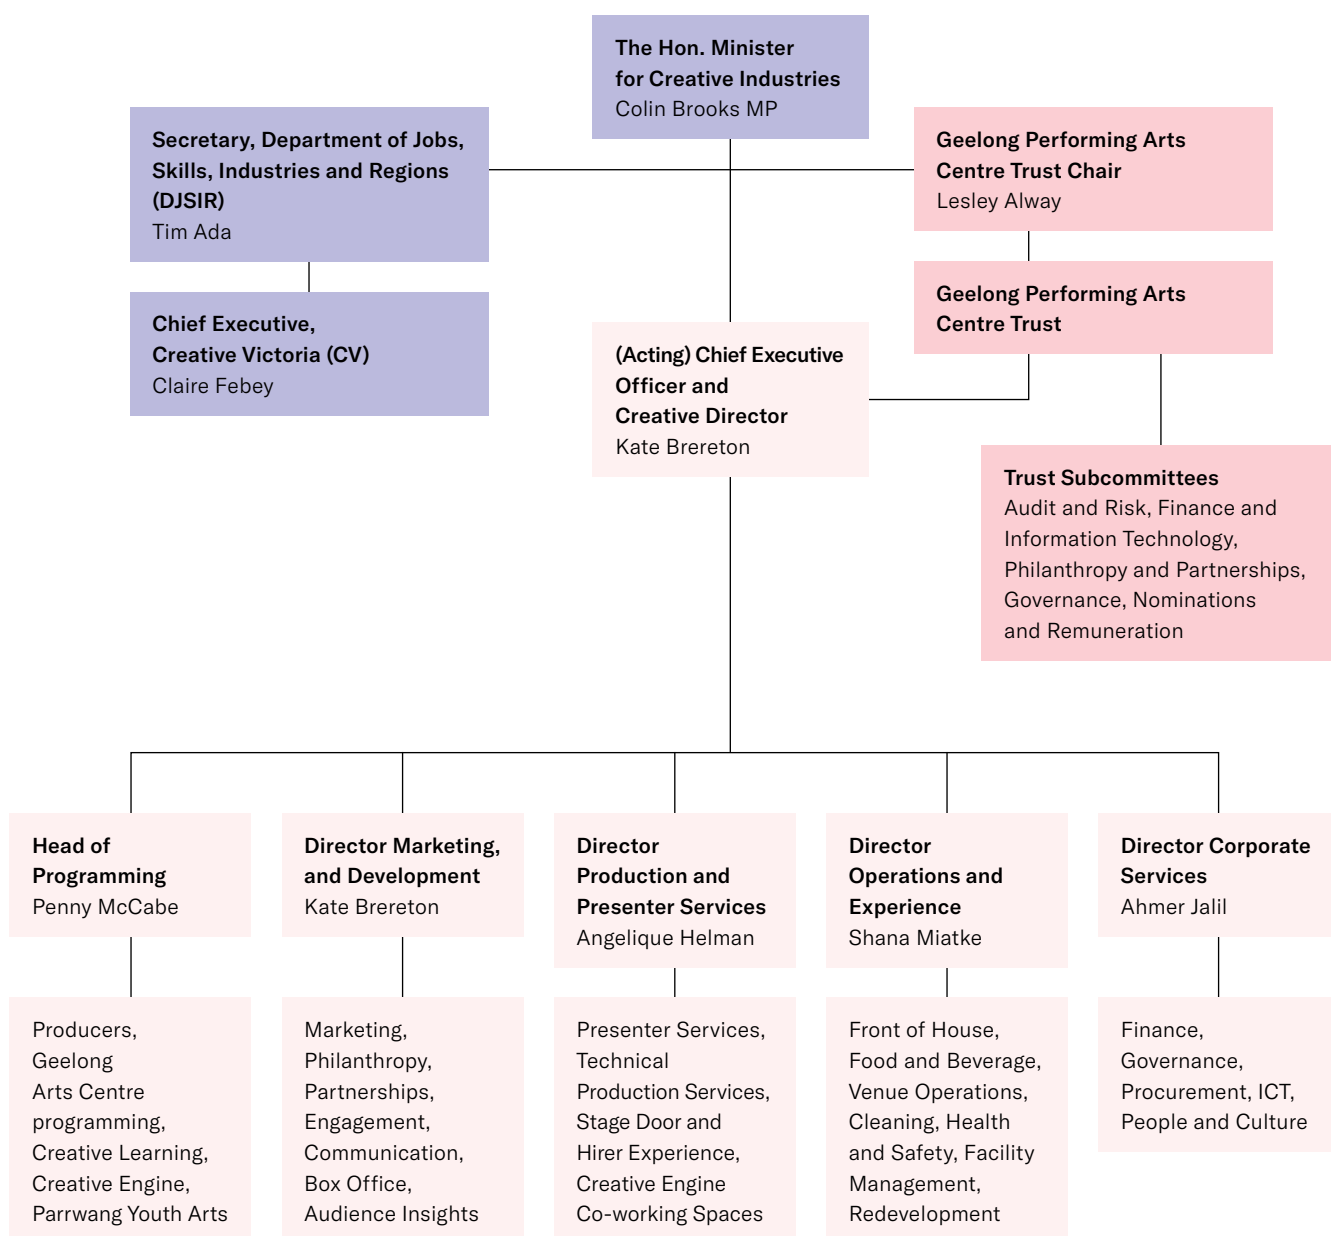 The Hon. Minister
for Creative Industries
Colin Brooks MP
Secretary, Department of Jobs,
Skills, Industries and Regions
(DJSIR)
Tim Ada
Geelong Performing Arts
Centre Trust Chair
Lesley Alway
Chief Executive,
Creative Victoria (CV)
Claire Febey
Geelong Performing Arts
Centre Trust
(Acting) Chief Executive
Officer and
Creative Director
Kate Brereton
Trust Subcommittees
Audit and Risk, Finance and
Information Technology,
Philanthropy and Partnerships,
Governance, Nominations
and Remuneration
Head of
Programming
Penny McCabe
Director Marketing,
and Development
Kate Brereton
Director
Production and
Presenter Services
Angelique Helman
Director
Operations and
Experience
Shana Miatke
Director Corporate
Services
Ahmer Jalil
Producers,
Geelong
Arts Centre
programming,
Creative Learning,
Creative Engine,
Parrwang Youth Arts
Marketing,
Philanthropy,
Partnerships,
Engagement,
Communication,
Box Office,
Audience Insights
Presenter Services,
Technical
Production Services,
Stage Door and
Hirer Experience,
Creative Engine
Co-working Spaces
Front of House,
Food and Beverage,
Venue Operations,
Cleaning, Health
and Safety, Facility
Management,
Redevelopment
Finance,
Governance,
Procurement, ICT,
People and Culture